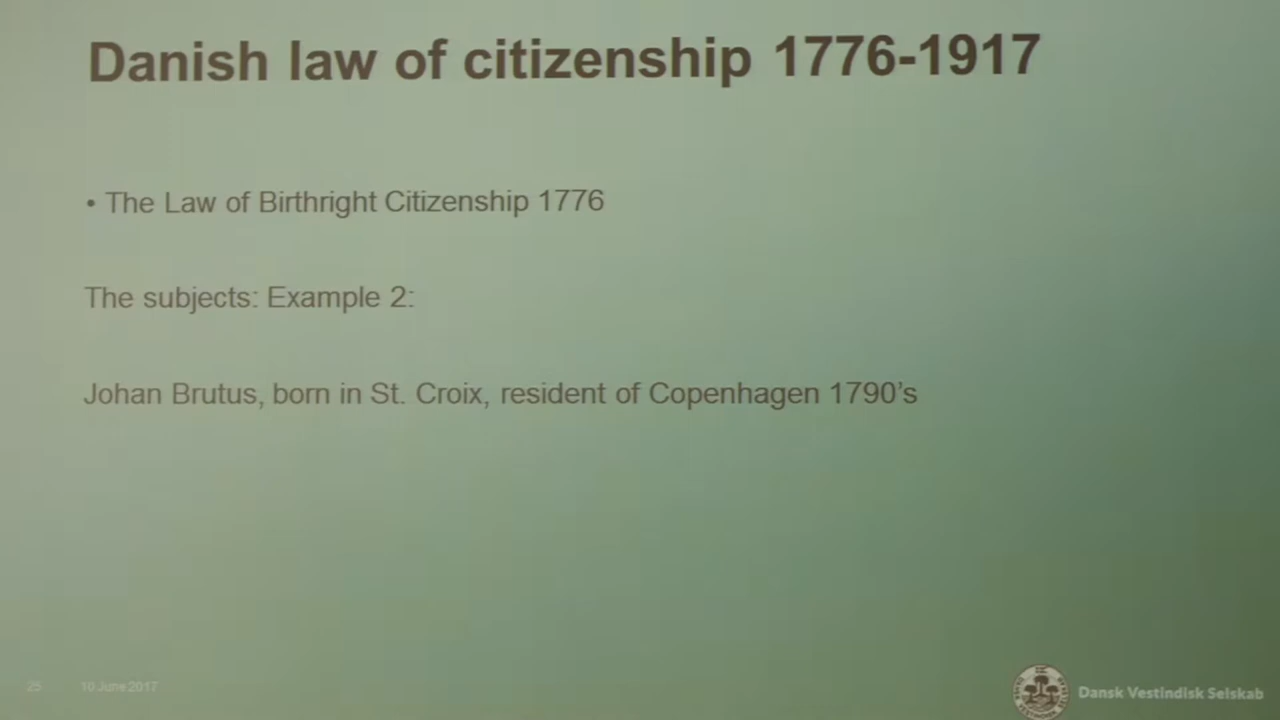 Danish law of citizenship 1776-1917
• The Law of Birthright Citizenship 1776
The subjects: Example 2:
Johan Brutus, born in St. Croix, resident of Copenhagen 1790's
25 10 June 2017
Dansk Vestindisk Selskab